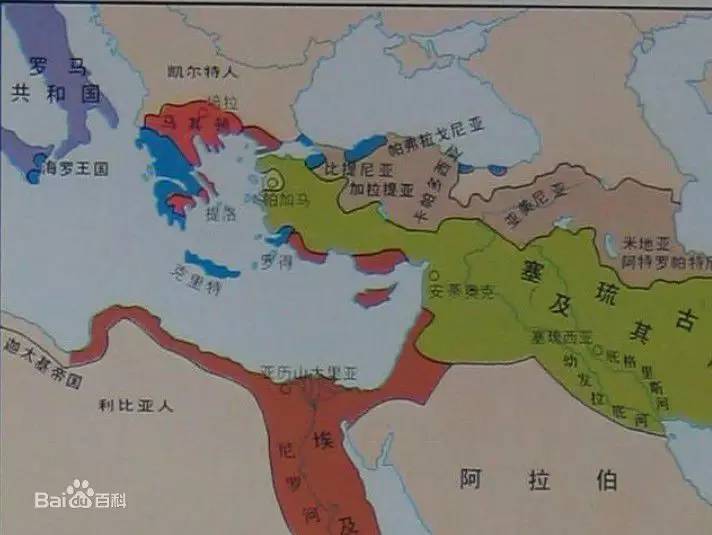 罗马
共和国
凯尔特人
培拉
马其顿
海罗王国
帕弗拉戈尼亚
比提尼亚
加拉提亚
卡帕多西亚
亚美尼亚
帕加马
提洛
米地亚
阿特罗帕特尼
罗得
克里特
安蒂奥克
塞琉古
及其
塞琉西亚
底格里斯河
幼发拉底河
迦太基帝国
利比亚人
亚历山大里亚
埃及
尼罗河
阿拉伯
Bai百科